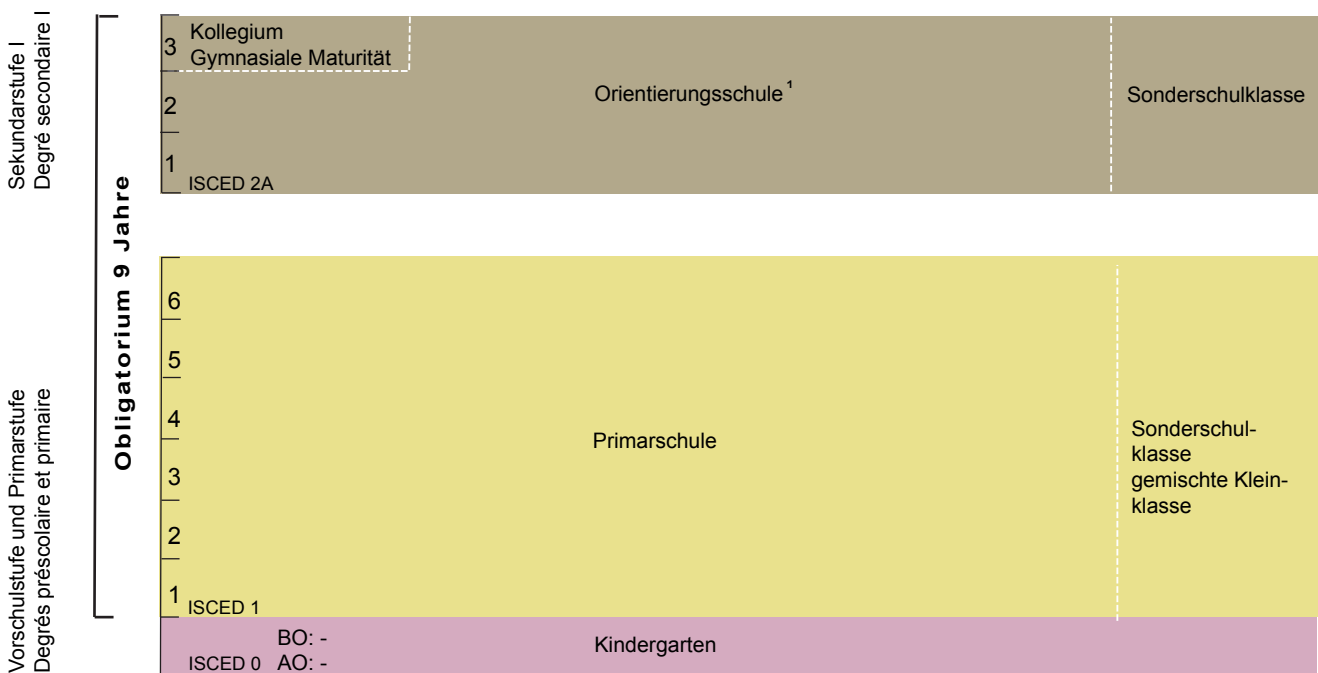 Sekundarstufe I
Degré secondaire I
Obligatorium 9 Jahre
3
Kollegium
Gymnasiale Maturität
2
Orientierungsschule ¹
Sonderschulklasse
1
ISCED 2A
Vorschulstufe und Primarstufe
Degrés préscolaire et primaire
6
5
4
3
2
1
Primarschule
Sonderschul-
klasse
gemischte Klein-
klasse
ISCED 1
BO: -
Kindergarten
ISCED 0 AO: -